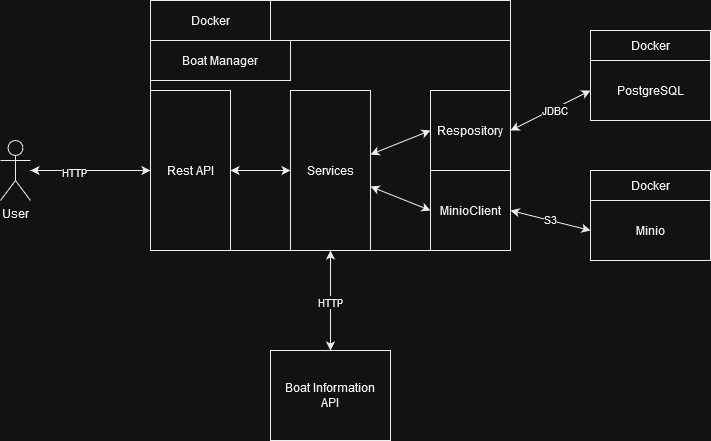 Docker
Boat Manager
Docker
PostgreSQL
Respository
JDBC
Rest API
Services
HTTP
User
MinioClient
S3
Docker
Minio
HTTP
Boat Information
API